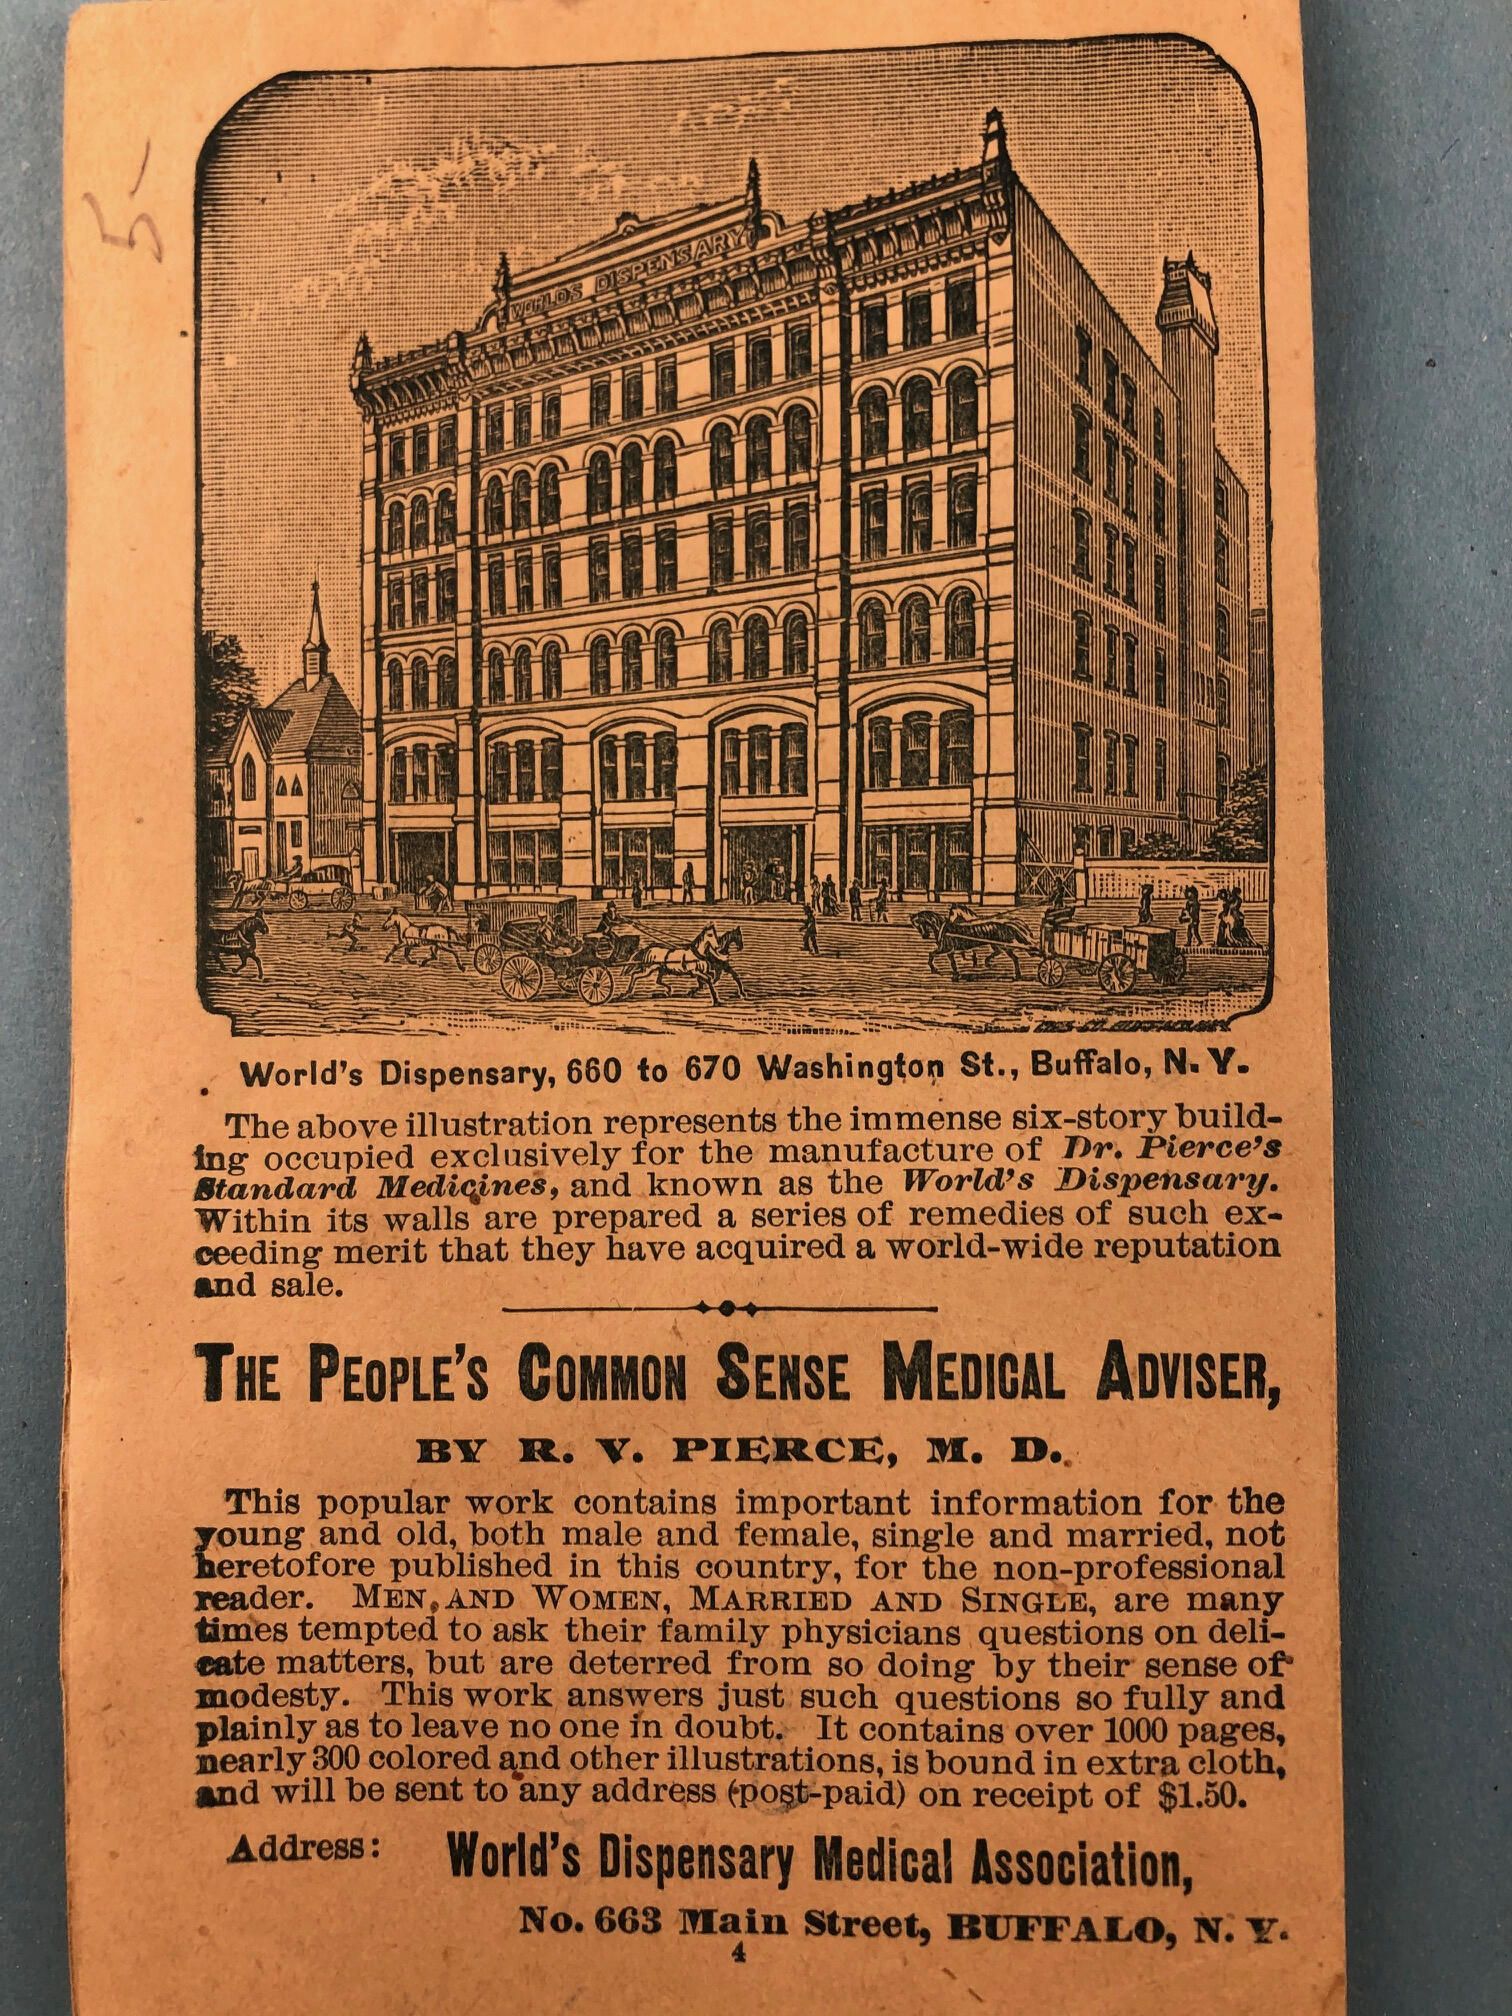 5-
WORLDS DISPENSARY
World's Dispensary, 660 to 670 Washington St., Buffalo, N. Y.
The above illustration represents the immense six-story build-
ing occupied exclusively for the manufacture of Dr. Pierce's
Standard Medicines, and known as the World's Dispensary.
Within its walls are prepared a series of remedies of such ex-
ceeding merit that they have acquired a world-wide reputation
and sale.
THE PEOPLE'S COMMON SENSE MEDICAL ADVISER,
BY R. V. PIERCE, M. D.
This popular work contains important information for the
young and old, both male and female, single and married, not
heretofore published in this country, for the non-professional
reader. MEN AND WOMEN, MARRIED AND SINGLE, are many
times tempted to ask their family physicians questions on deli-
cate matters, but are deterred from so doing by their sense of
modesty. This work answers just such questions so fully and
plainly as to leave no one in doubt. It contains over 1000 pages,
nearly 300 colored and other illustrations, is bound in extra cloth,
and will be sent to any address (post-paid) on receipt of $1.50.
Address: World's Dispensary Medical Association,
No. 663 Main Street, BUFFALO, N. Y.
4